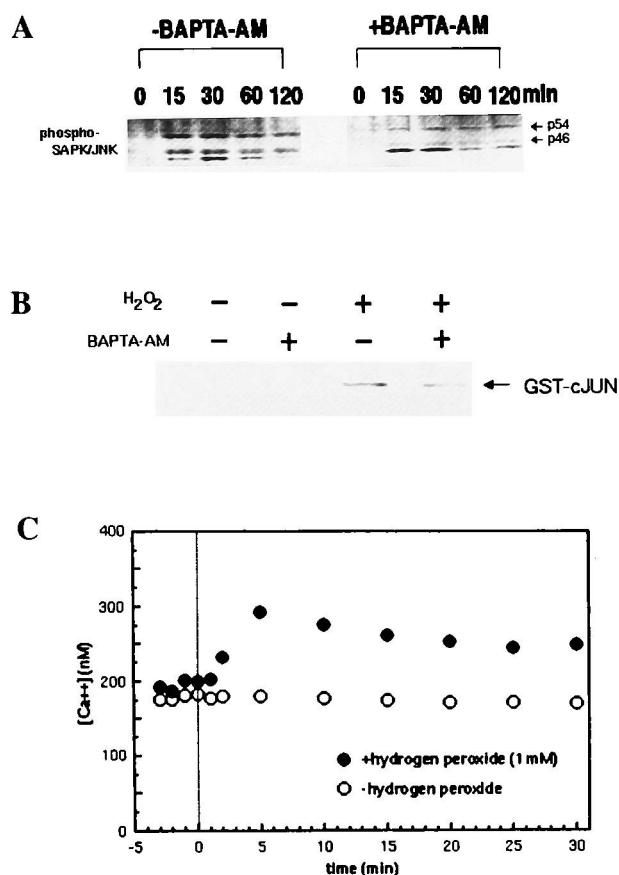 A
-BAPTA-AM +BAPTA-AM
0 15 30 60 120 0 15 30 60 120 min
phospho-
SAPK/JNK
← p54
← p46
B
H₂O₂ − − + +
BAPTA-AM − + − +
← GST-cJUN
C
400
300
200
100
0
[Ca++] (nM)
+hydrogen peroxide (1 mM)
-hydrogen peroxide
-5 0 5 10 15 20 25 30
time (min)